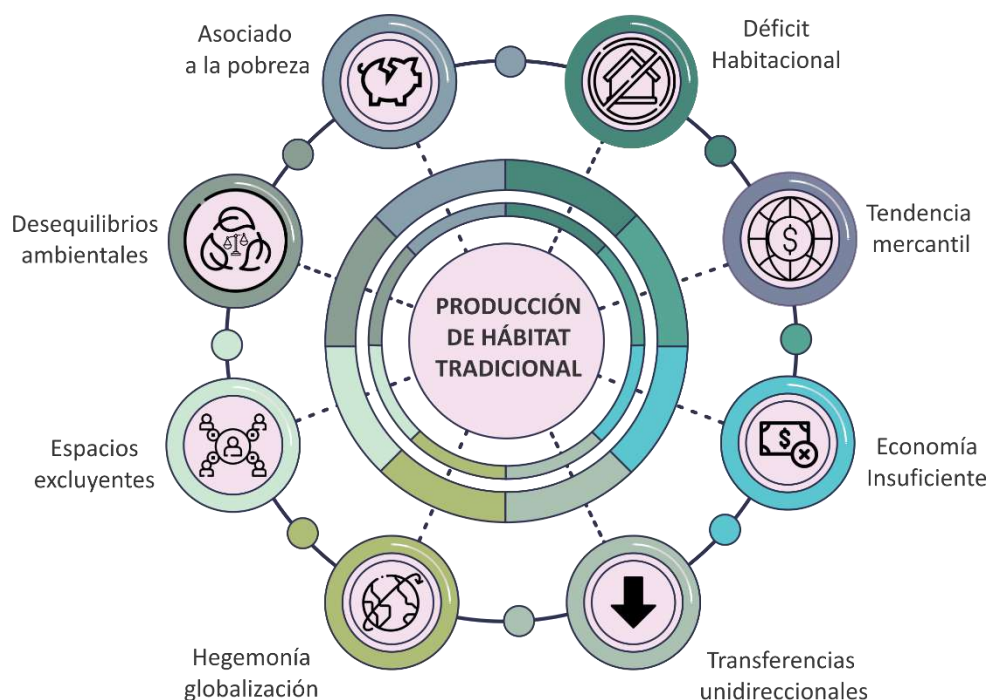 Asociado
a la pobreza
Déficit
Habitacional
Desequilibrios
ambientales
Tendencia
mercantil
PRODUCCIÓN
DE HÁBITAT
TRADICIONAL
Espacios
excluyentes
Economía
Insuficiente
Hegemonía
globalización
Transferencias
unidireccionales